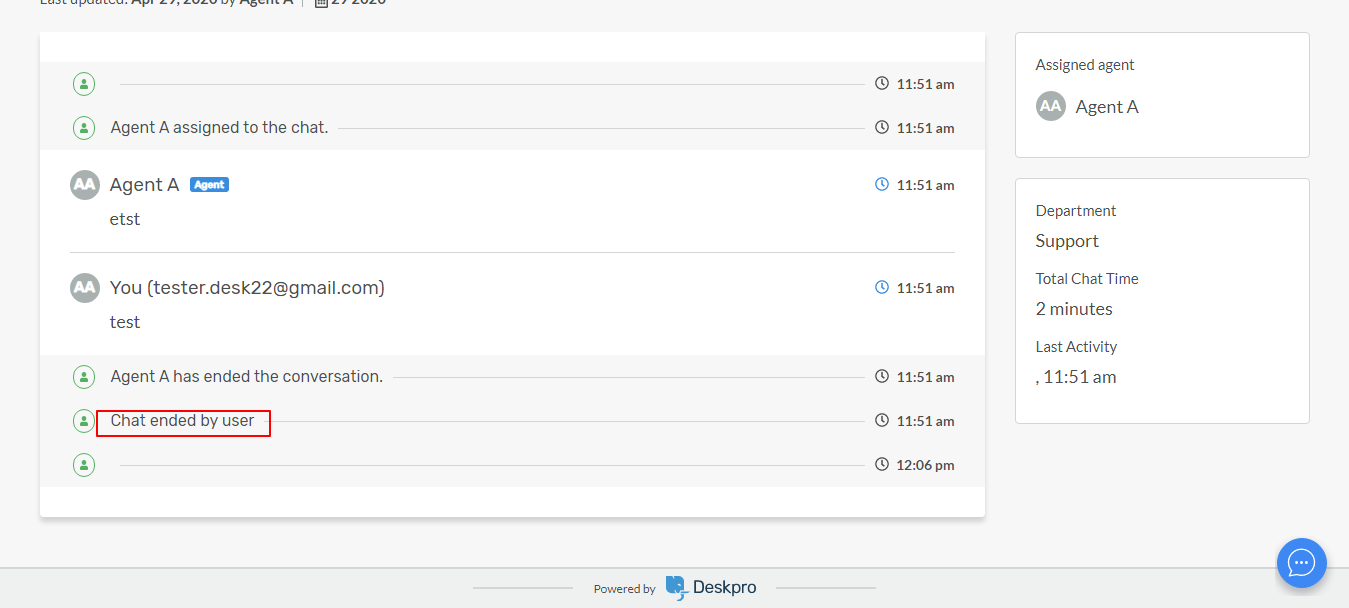 Last updated: Apr 29, 2020 by Agent A | 29 2020
11:51 am
Agent A assigned to the chat. 11:51 am
AA Agent A Agent 11:51 am
etst
AA You (tester.desk22@gmail.com) 11:51 am
test
Agent A has ended the conversation. 11:51 am
Chat ended by user 11:51 am
12:06 pm
Assigned agent
AA Agent A
Department
Support
Total Chat Time
2 minutes
Last Activity
, 11:51 am
Powered by Deskpro